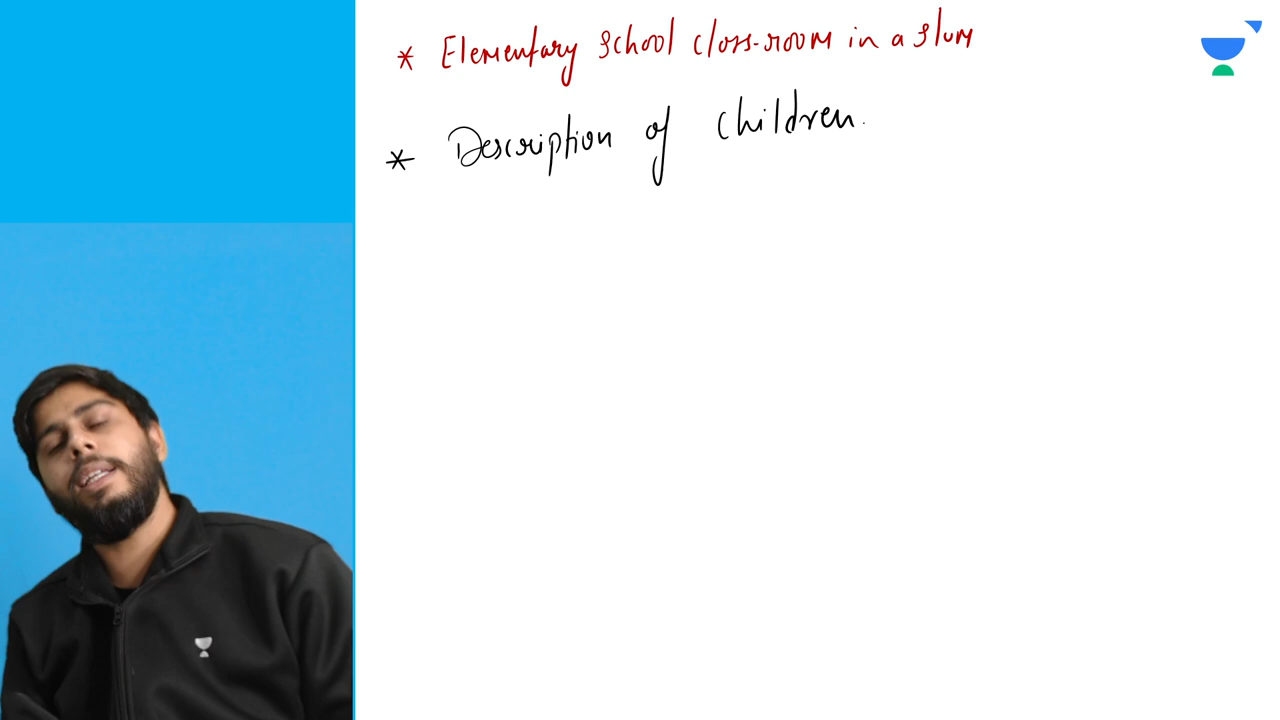 * Elementary School class-room in a slum
* Description of children.